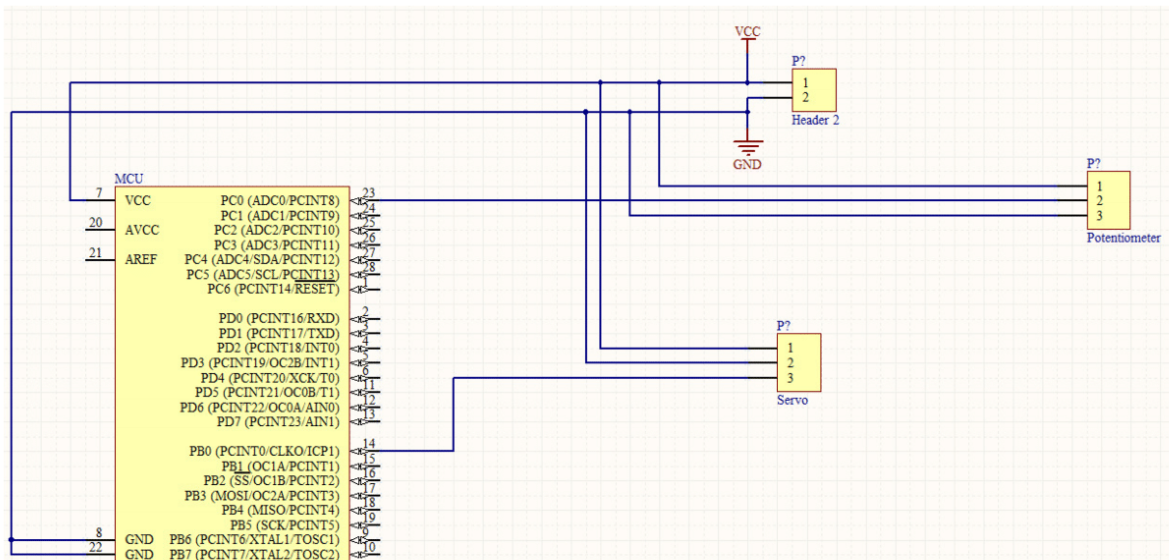 VCC
P?
1
2
Header 2
GND
P?
1
2
3
Potentiometer
MCU
7 VCC PC0 (ADC0/PCINT8) 23
PC1 (ADC1/PCINT9) 24
20 AVCC PC2 (ADC2/PCINT10) 25
PC3 (ADC3/PCINT11) 26
21 AREF PC4 (ADC4/SDA/PCINT12) 27
PC5 (ADC5/SCL/PCINT13) 28
PC6 (PCINT14/RESET) 1
PD0 (PCINT16/RXD) 2
PD1 (PCINT17/TXD) 3
PD2 (PCINT18/INT0) 4
PD3 (PCINT19/OC2B/INT1) 5
PD4 (PCINT20/XCK/T0) 6
PD5 (PCINT21/OC0B/T1) 11
PD6 (PCINT22/OC0A/AIN0) 12
PD7 (PCINT23/AIN1) 13
P?
1
2
3
Servo
PB0 (PCINT0/CLKO/ICP1) 14
PB1 (OC1A/PCINT1) 15
PB2 (SS/OC1B/PCINT2) 16
PB3 (MOSI/OC2A/PCINT3) 17
PB4 (MISO/PCINT4) 18
PB5 (SCK/PCINT5) 19
8 GND PB6 (PCINT6/XTAL1/TOSC1) 9
22 GND PB7 (PCINT7/XTAL2/TOSC2) 10